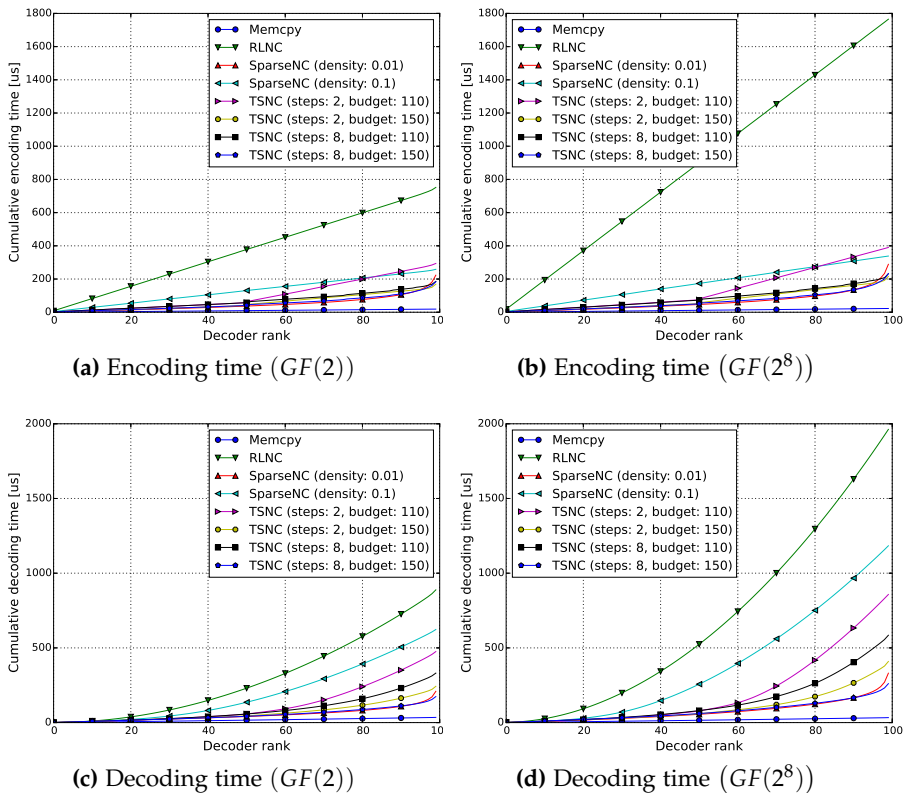 1800
1600
1400
1200
1000
800
600
400
200
0
Cumulative encoding time [us]
Memcpy
RLNC
SparseNC (density: 0.01)
SparseNC (density: 0.1)
TSNC (steps: 2, budget: 110)
TSNC (steps: 2, budget: 150)
TSNC (steps: 8, budget: 110)
TSNC (steps: 8, budget: 150)
0 20 40 60 80 10
Decoder rank
(a) Encoding time (GF(2))
1800
1600
1400
1200
1000
800
600
400
200
0
Cumulative encoding time [us]
Memcpy
RLNC
SparseNC (density: 0.01)
SparseNC (density: 0.1)
TSNC (steps: 2, budget: 110)
TSNC (steps: 2, budget: 150)
TSNC (steps: 8, budget: 110)
TSNC (steps: 8, budget: 150)
0 20 40 60 80 100
Decoder rank
(b) Encoding time (GF(2⁸))
2000
1500
1000
500
0
Cumulative decoding time [us]
Memcpy
RLNC
SparseNC (density: 0.01)
SparseNC (density: 0.1)
TSNC (steps: 2, budget: 110)
TSNC (steps: 2, budget: 150)
TSNC (steps: 8, budget: 110)
TSNC (steps: 8, budget: 150)
0 20 40 60 80 10
Decoder rank
(c) Decoding time (GF(2))
2000
1500
1000
500
0
Cumulative decoding time [us]
Memcpy
RLNC
SparseNC (density: 0.01)
SparseNC (density: 0.1)
TSNC (steps: 2, budget: 110)
TSNC (steps: 2, budget: 150)
TSNC (steps: 8, budget: 110)
TSNC (steps: 8, budget: 150)
0 20 40 60 80 100
Decoder rank
(d) Decoding time (GF(2⁸))